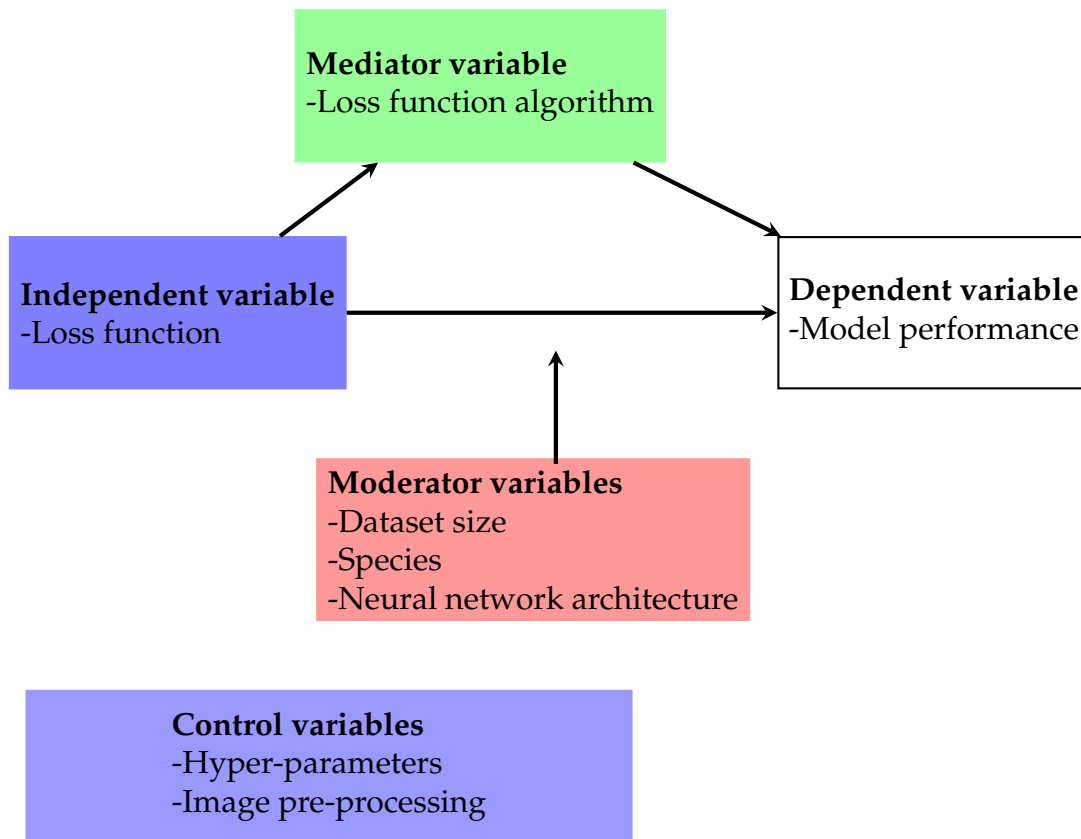 Mediator variable
-Loss function algorithm
Independent variable
-Loss function
Dependent variable
-Model performance
Moderator variables
-Dataset size
-Species
-Neural network architecture
Control variables
-Hyper-parameters
-Image pre-processing